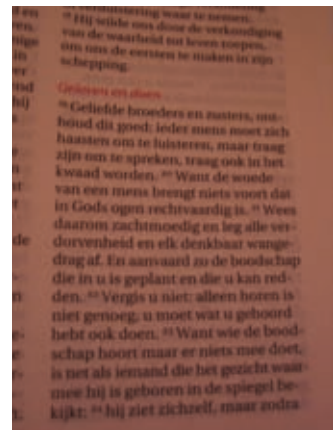 verandering waar te nemen.
¹⁸ Hij wilde ons door de verkondiging
van de waarheid tot leven roepen,
om ons de eersten te maken in zijn
schepping.
Geloven en doen
¹⁹ Geliefde broeders en zusters, ont-
houd dit goed: ieder mens moet zich
haasten om te luisteren, maar traag
zijn om te spreken, traag ook in het
kwaad worden. ²⁰ Want de woede
van een mens brengt niets voort dat
in Gods ogen rechtvaardig is. ²¹ Wees
daarom zachtmoedig en leg alle ver-
dorvenheid en elk denkbaar wange-
drag af. En aanvaard zo de boodschap
die in u is geplant en die u kan red-
den. ²² Vergis u niet: alleen horen is
niet genoeg, u moet wat u gehoord
hebt ook doen. ²³ Want wie de bood-
schap hoort maar er niets mee doet,
is net als iemand die het gezicht waar-
mee hij is geboren in de spiegel be-
kijkt: ²⁴ hij ziet zichzelf, maar zodra